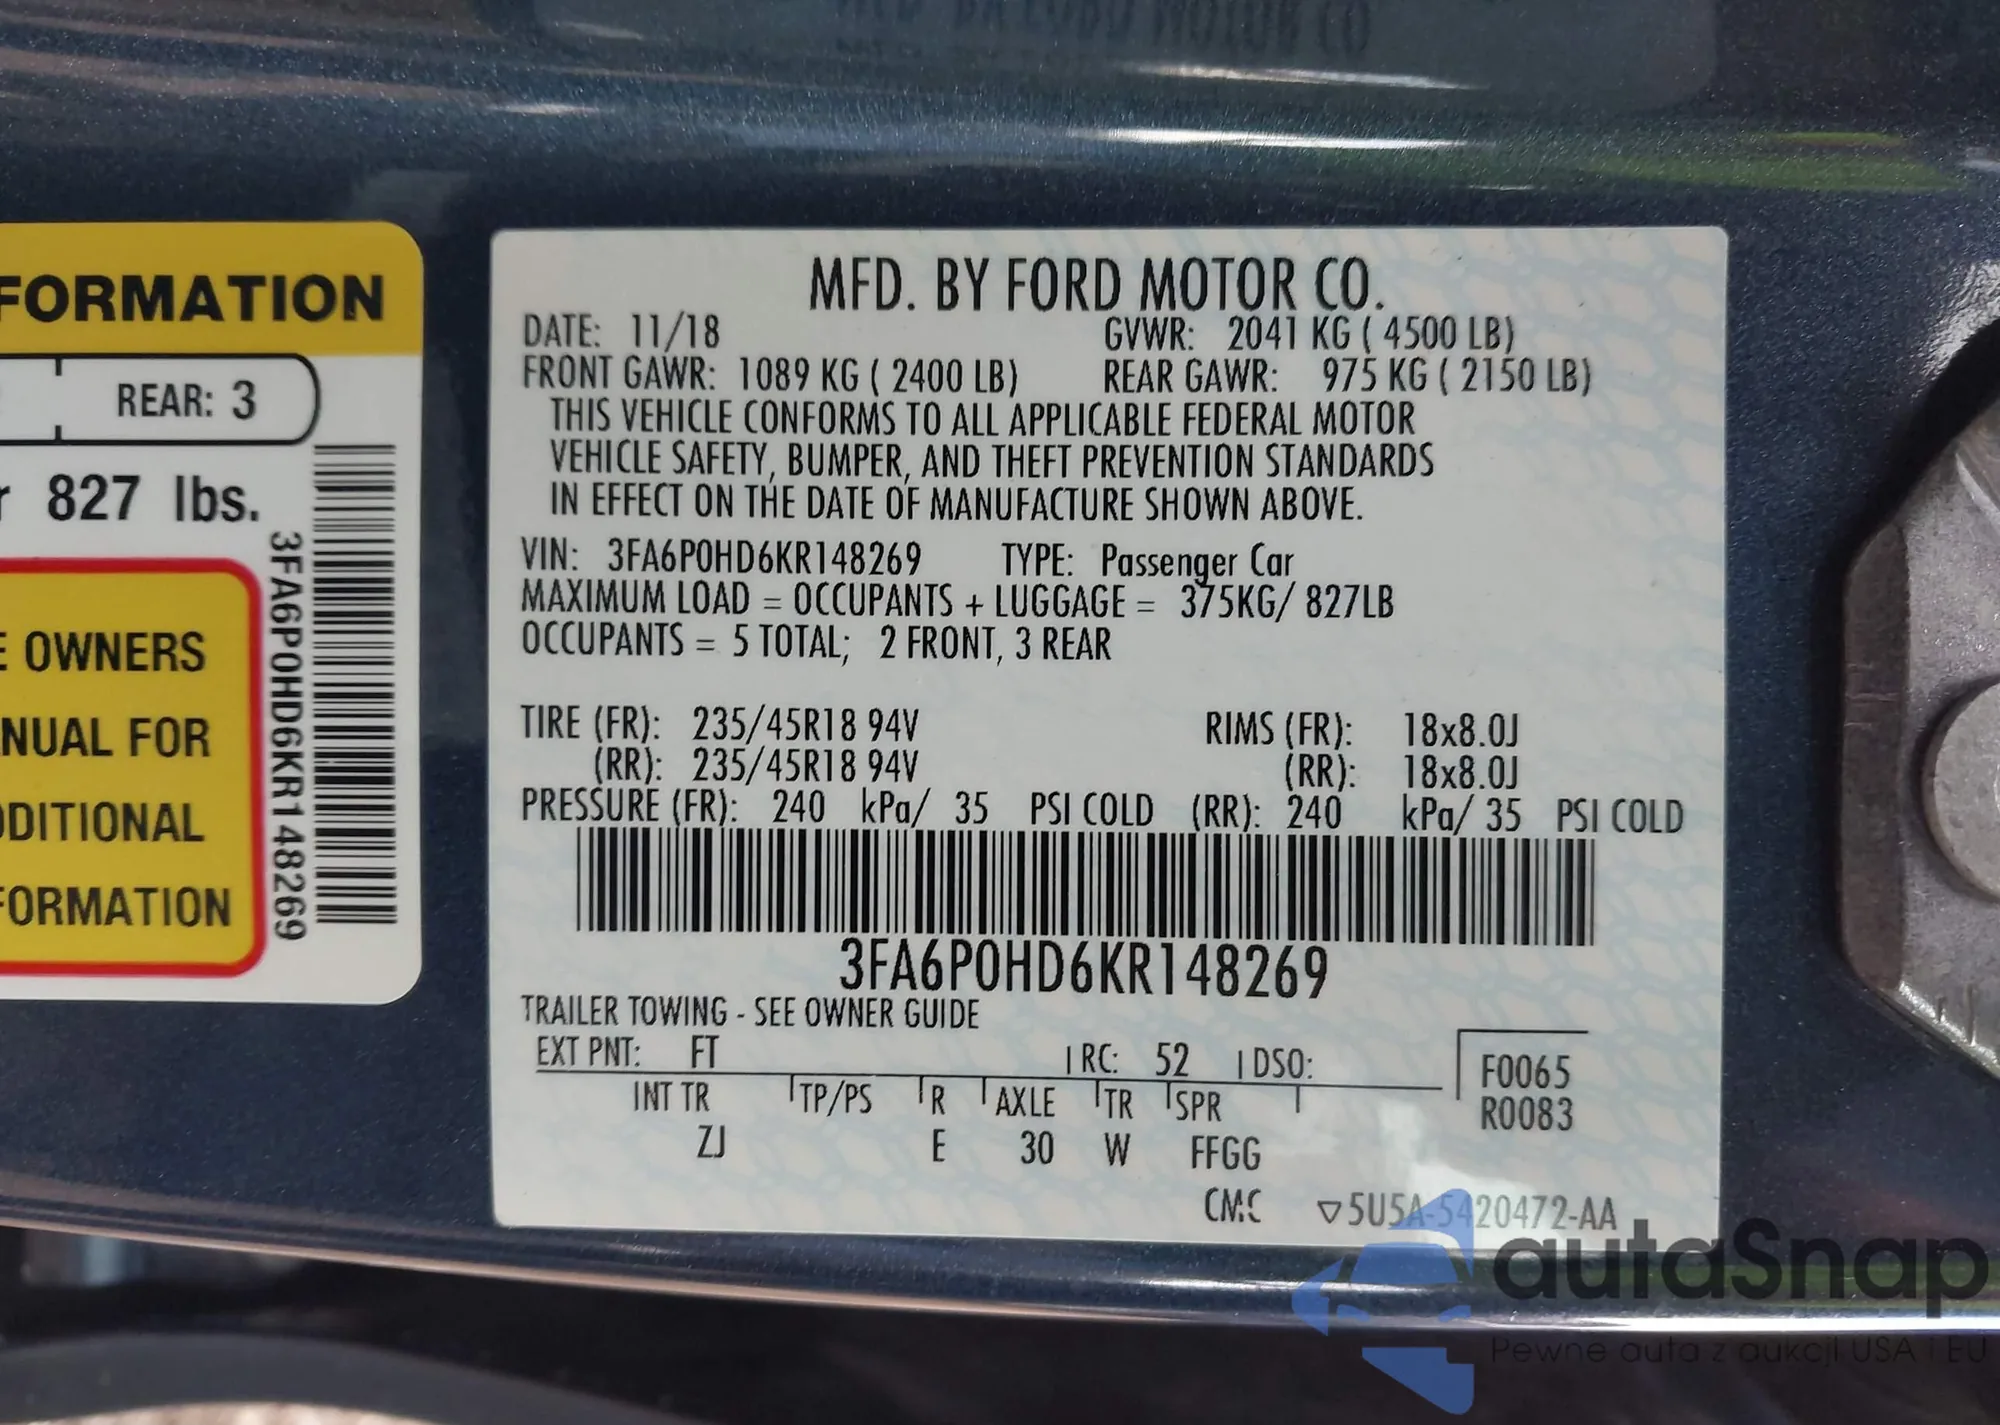 FORMATION
REAR: 3
827 lbs.
3FA6P0HD6KR148269
OWNERS
NUAL FOR
DITIONAL
FORMATION
MFD. BY FORD MOTOR CO.
DATE: 11/18 GVWR: 2041 KG ( 4500 LB)
FRONT GAWR: 1089 KG ( 2400 LB) REAR GAWR: 975 KG ( 2150 LB)
THIS VEHICLE CONFORMS TO ALL APPLICABLE FEDERAL MOTOR
VEHICLE SAFETY, BUMPER, AND THEFT PREVENTION STANDARDS
IN EFFECT ON THE DATE OF MANUFACTURE SHOWN ABOVE.
VIN: 3FA6P0HD6KR148269 TYPE: Passenger Car
MAXIMUM LOAD = OCCUPANTS + LUGGAGE = 375KG/ 827LB
OCCUPANTS = 5 TOTAL; 2 FRONT, 3 REAR
TIRE (FR): 235/45R18 94V RIMS (FR): 18x8.0J
(RR): 235/45R18 94V (RR): 18x8.0J
PRESSURE (FR): 240 kPa/ 35 PSI COLD (RR): 240 kPa/ 35 PSI COLD
3FA6P0HD6KR148269
TRAILER TOWING - SEE OWNER GUIDE
EXT PNT: FT RC: 52 DSO:
F0065
R0083
INT TR TP/PS R AXLE TR SPR
ZJ E 30 W FFGG
CMC ▽5U5A-5420472-AA
autaSnap
Pewne auta z aukcji USA i EU